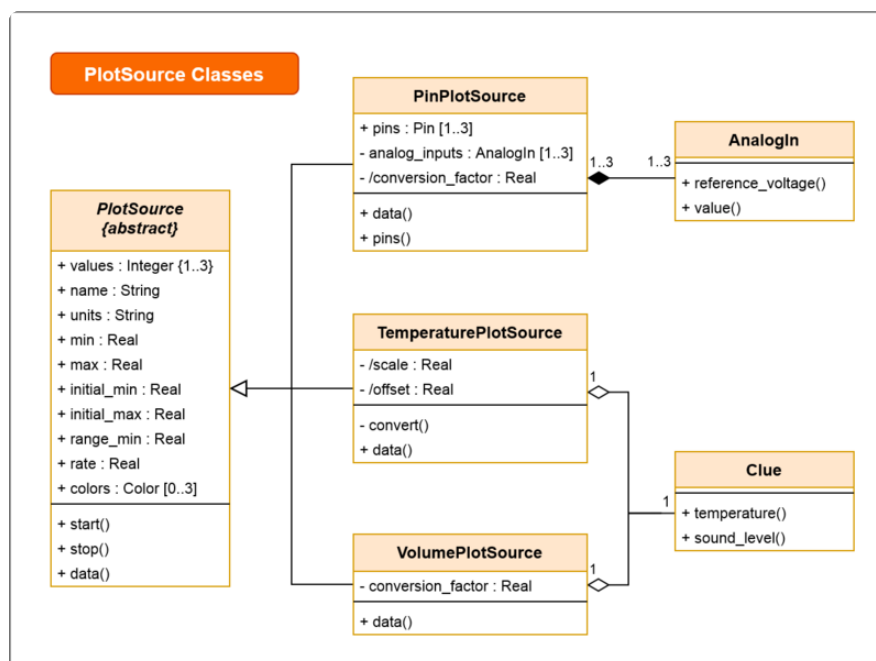 PlotSource Classes
PlotSource
{abstract}
+ values : Integer {1..3}
+ name : String
+ units : String
+ min : Real
+ max : Real
+ initial_min : Real
+ initial_max : Real
+ range_min : Real
+ rate : Real
+ colors : Color [0..3]
+ start()
+ stop()
+ data()
PinPlotSource
+ pins : Pin [1..3]
- analog_inputs : AnalogIn [1..3]
- /conversion_factor : Real
+ data()
+ pins()
1..3
1..3
AnalogIn
+ reference_voltage()
+ value()
TemperaturePlotSource
- /scale : Real
- /offset : Real
- convert()
+ data()
1
VolumePlotSource
- conversion_factor : Real
+ data()
1
1
Clue
+ temperature()
+ sound_level()